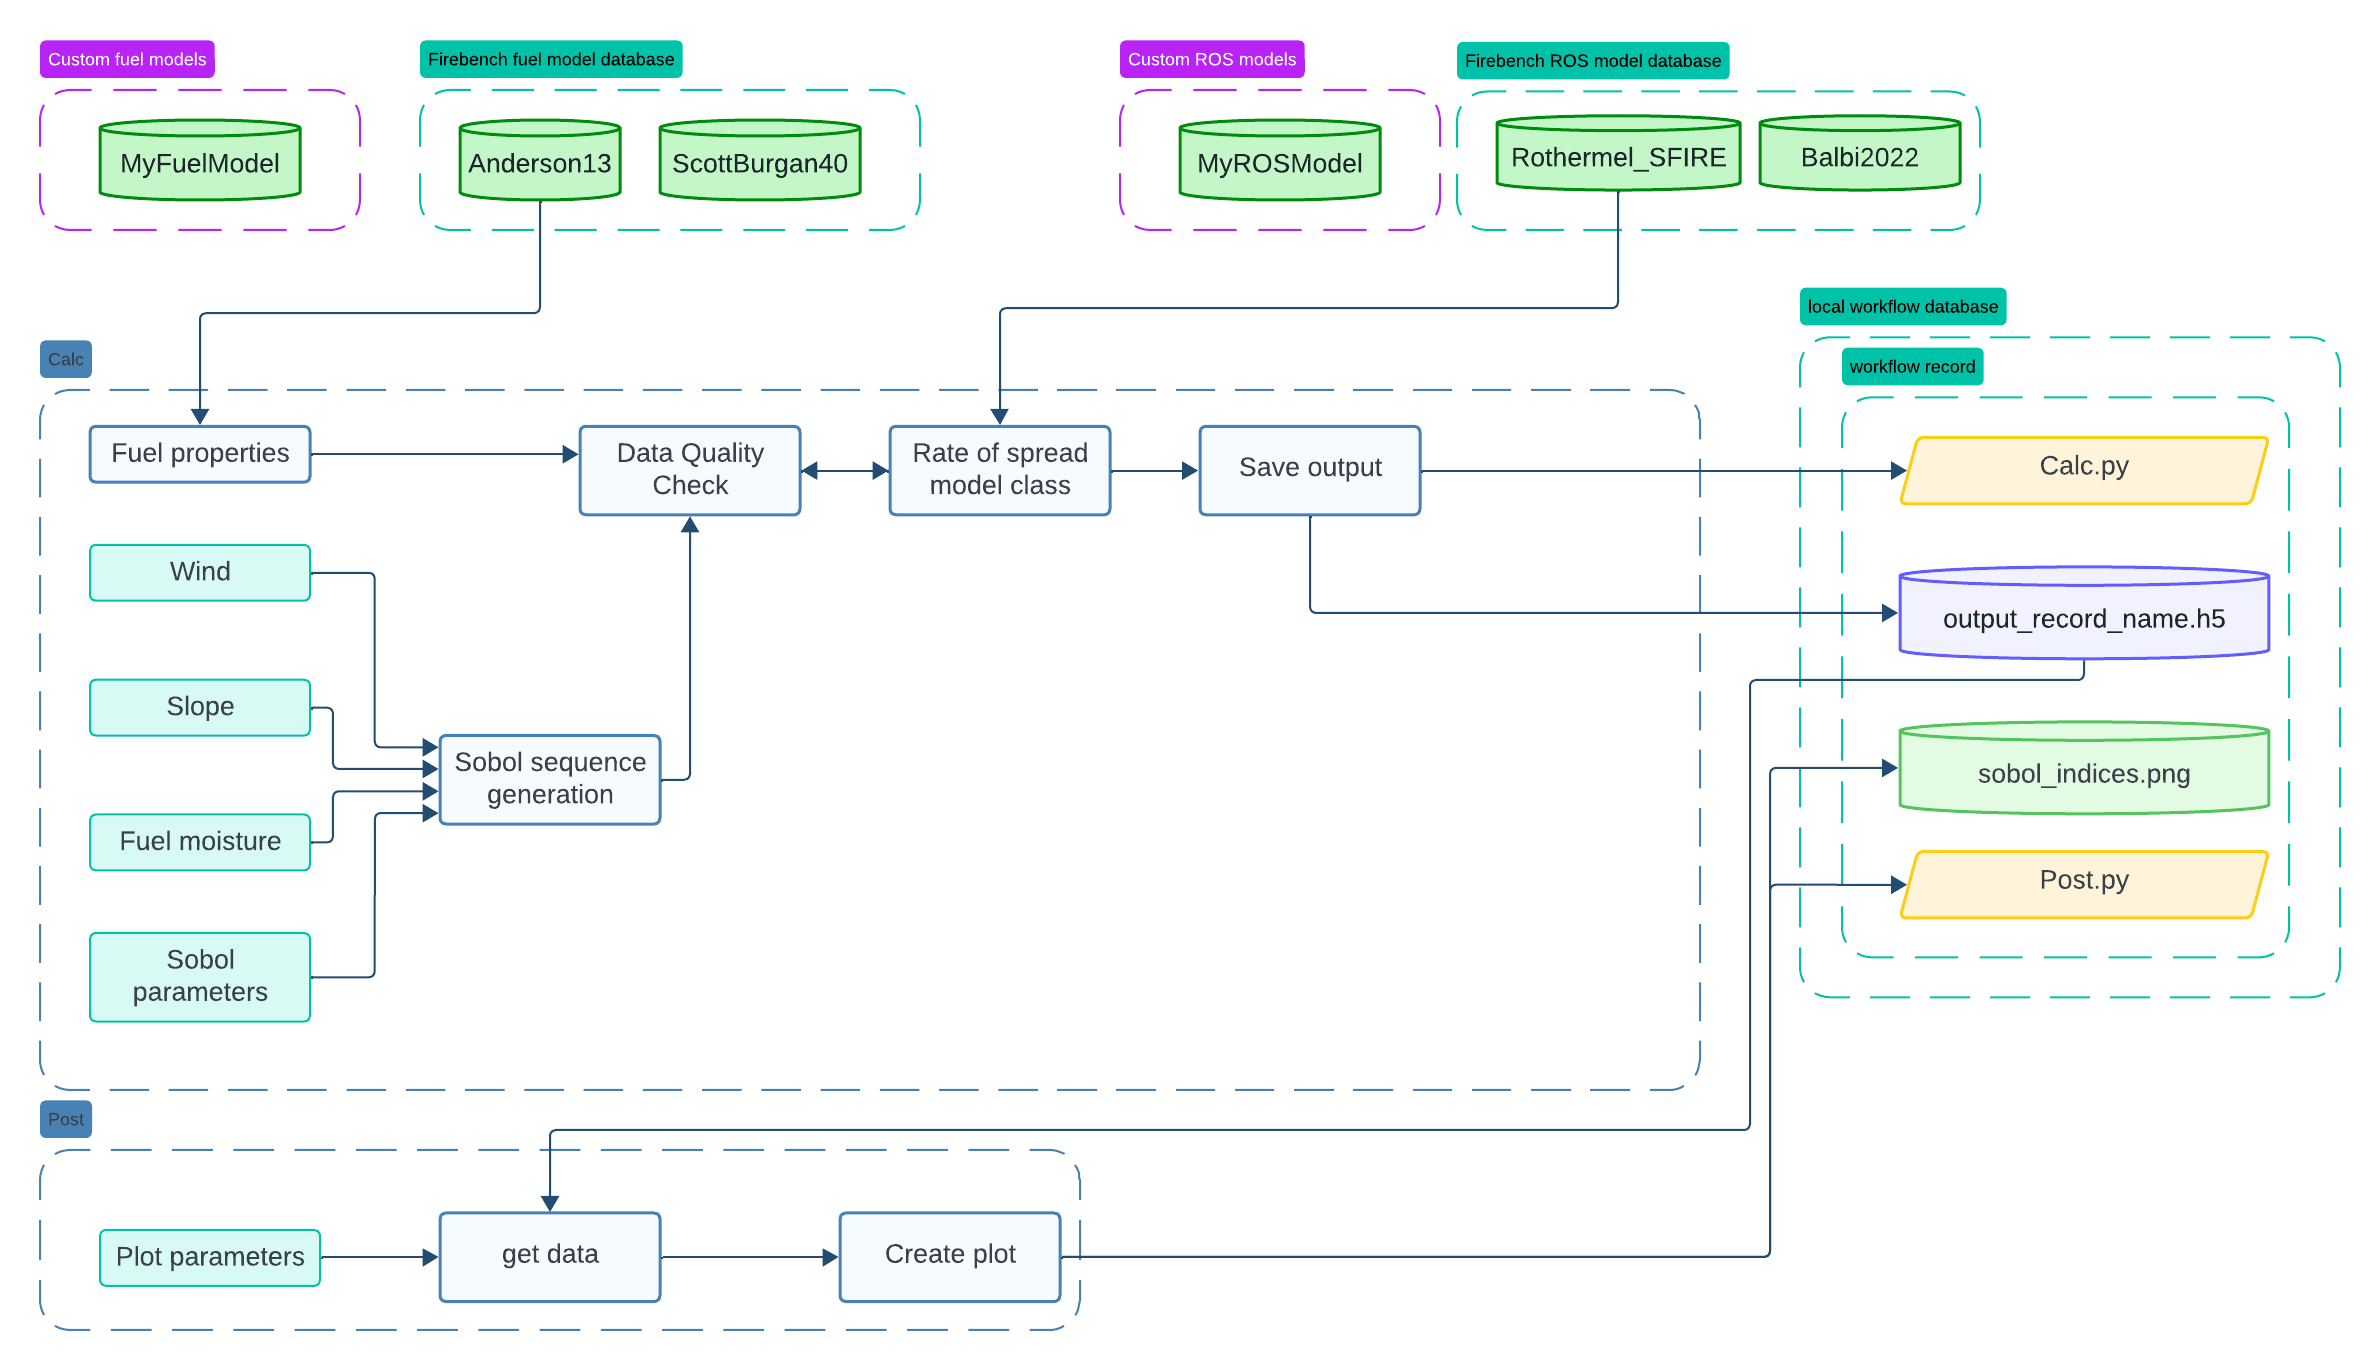 Custom fuel models
Firebench fuel model database
Custom ROS models
Firebench ROS model database
MyFuelModel
Anderson13
ScottBurgan40
MyROSModel
Rothermel_SFIRE
Balbi2022
local workflow database
workflow record
Calc
Fuel properties
Data Quality
Check
Rate of spread
model class
Save output
Calc.py
Wind
output_record_name.h5
Slope
Sobol sequence
generation
sobol_indices.png
Fuel moisture
Post.py
Sobol
parameters
Post
Plot parameters
get data
Create plot